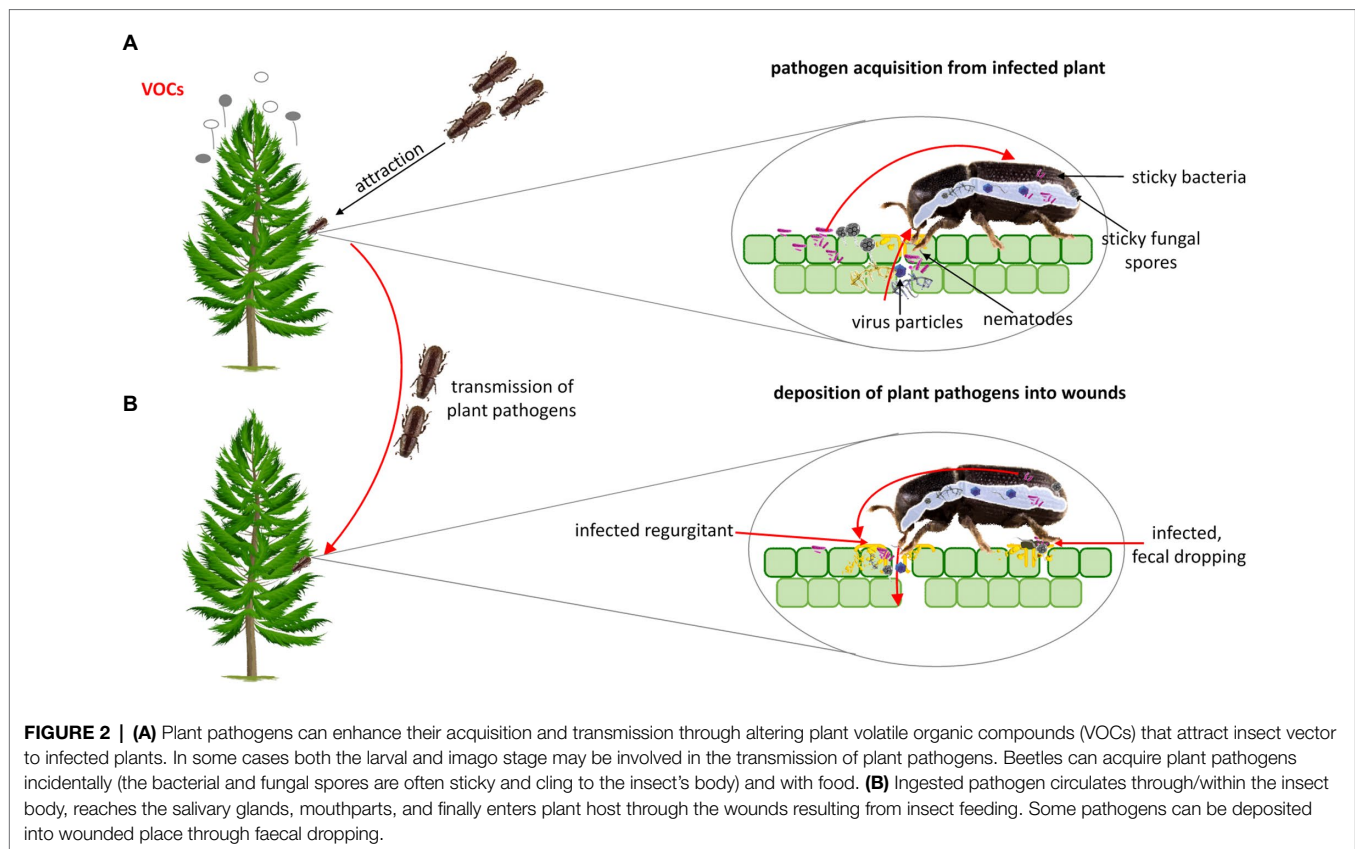 A
VOCs
attraction
pathogen acquisition from infected plant
sticky bacteria
sticky fungal
spores
virus particles
nematodes
transmission of
plant pathogens
B
deposition of plant pathogens into wounds
infected regurgitant
infected,
fecal dropping
FIGURE 2 | (A) Plant pathogens can enhance their acquisition and transmission through altering plant volatile organic compounds (VOCs) that attract insect vector
to infected plants. In some cases both the larval and imago stage may be involved in the transmission of plant pathogens. Beetles can acquire plant pathogens
incidentally (the bacterial and fungal spores are often sticky and cling to the insect's body) and with food. (B) Ingested pathogen circulates through/within the insect
body, reaches the salivary glands, mouthparts, and finally enters plant host through the wounds resulting from insect feeding. Some pathogens can be deposited
into wounded place through faecal dropping.